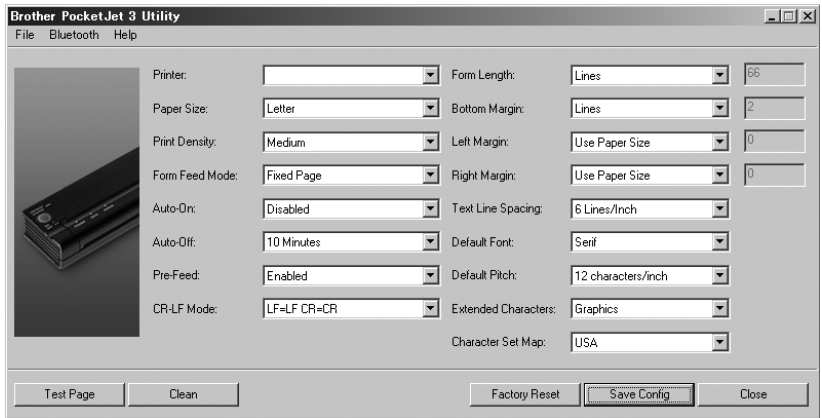 Brother PocketJet 3 Utility
File Bluetooth Help
Printer: Form Length: Lines 66
Paper Size: Letter Bottom Margin: Lines 2
Print Density: Medium Left Margin: Use Paper Size 0
Form Feed Mode: Fixed Page Right Margin: Use Paper Size 0
Auto-On: Disabled Text Line Spacing: 6 Lines/Inch
Auto-Off: 10 Minutes Default Font: Serif
Pre-Feed: Enabled Default Pitch: 12 characters/inch
CR-LF Mode: LF=LF CR=CR Extended Characters: Graphics
Character Set Map: USA
Test Page Clean Factory Reset Save Config Close